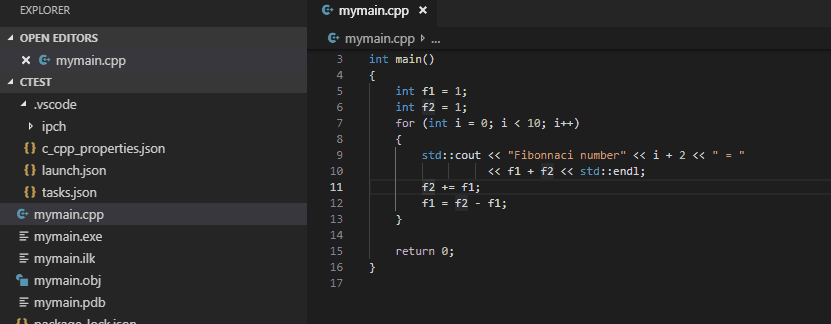 EXPLORER
OPEN EDITORS
mymain.cpp
CTEST
.vscode
ipch
c_cpp_properties.json
launch.json
tasks.json
mymain.cpp
mymain.exe
mymain.ilk
mymain.obj
mymain.pdb
package-lock.json
mymain.cpp
mymain.cpp > ...
3 int main()
4 {
5 int f1 = 1;
6 int f2 = 1;
7 for (int i = 0; i < 10; i++)
8 {
9 std::cout << "Fibonnaci number" << i + 2 << " = "
10 << f1 + f2 << std::endl;
11 f2 += f1;
12 f1 = f2 - f1;
13 }
14
15 return 0;
16 }
17